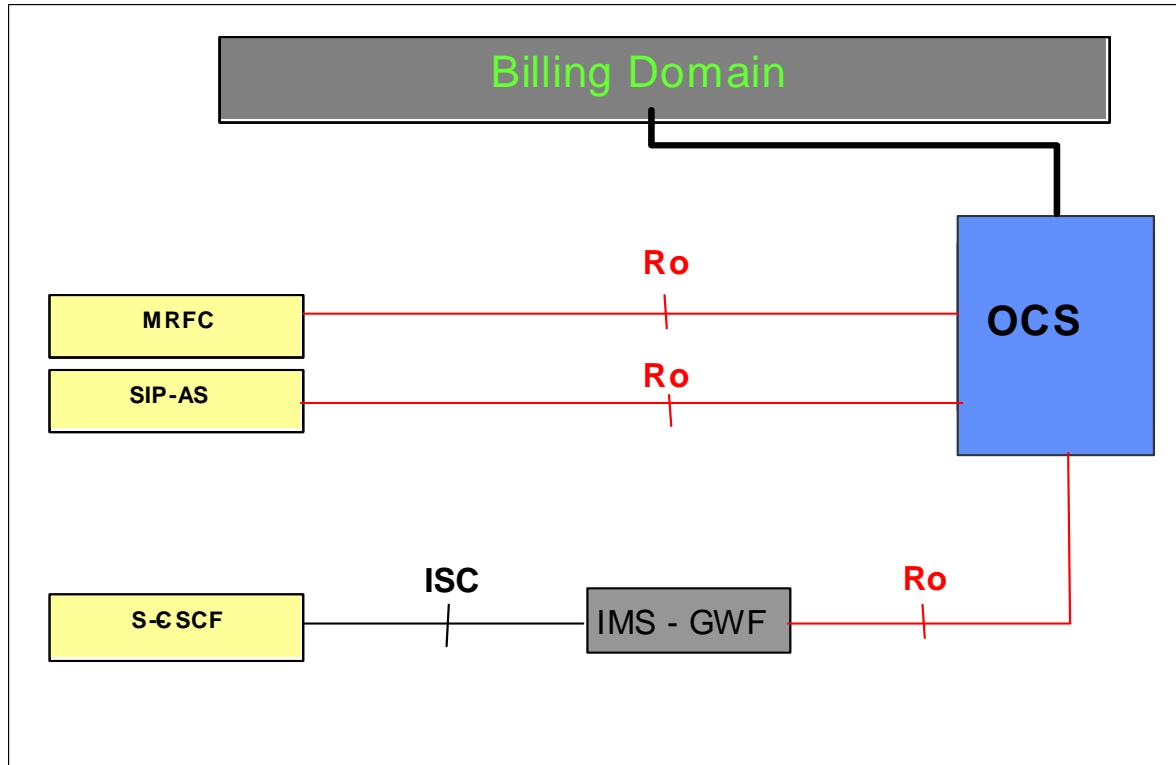 Billing Domain
Ro
MRFC
OCS
Ro
SIP-AS
ISC
Ro
S-CSCF
IMS - GWF